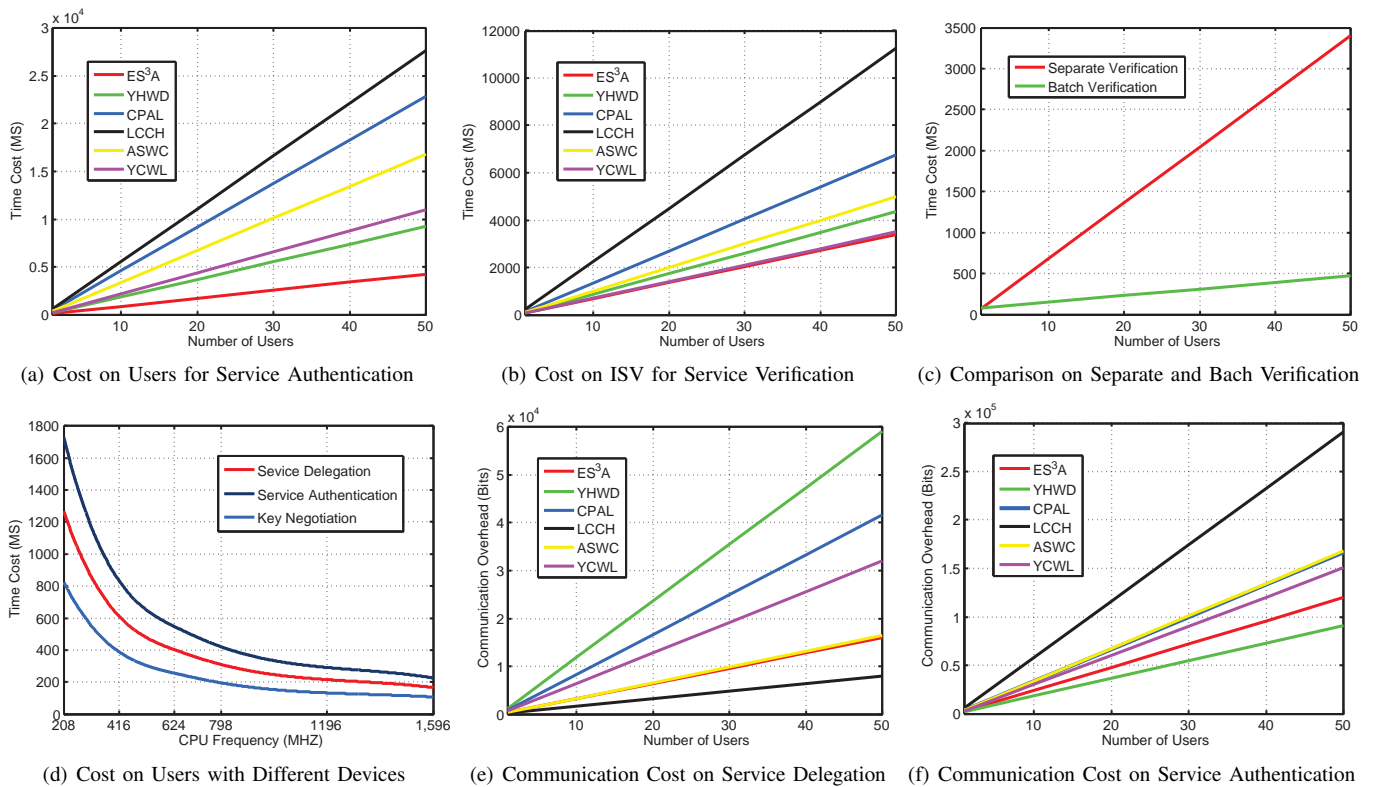 x 10^4
3
2.5
2
1.5
1
0.5
0
10
20
30
40
50
Time Cost (MS)
Number of Users
ES^3A
YHWD
CPAL
LCCH
ASWC
YCWL
(a) Cost on Users for Service Authentication
12000
10000
8000
6000
4000
2000
0
10
20
30
40
50
Time Cost (MS)
Number of Users
ES^3A
YHWD
CPAL
LCCH
ASWC
YCWL
(b) Cost on ISV for Service Verification
3500
3000
2500
2000
1500
1000
500
0
10
20
30
40
50
Time Cost (MS)
Number of Users
Separate Verification
Batch Verification
(c) Comparison on Separate and Bach Verification
1800
1600
1400
1200
1000
800
600
400
200
0
208
416
624
798
1196
1,596
Time Cost (MS)
CPU Frequency (MHZ)
Sevice Delegation
Service Authentication
Key Negotiation
(d) Cost on Users with Different Devices
x 10^4
6
5
4
3
2
1
0
10
20
30
40
50
Communication Overhead (Bits)
Number of Users
ES^3A
YHWD
CPAL
LCCH
ASWC
YCWL
(e) Communication Cost on Service Delegation
x 10^5
3
2.5
2
1.5
1
0.5
0
10
20
30
40
50
Communication Overhead (Bits)
Number of Users
ES^3A
YHWD
CPAL
LCCH
ASWC
YCWL
(f) Communication Cost on Service Authentication